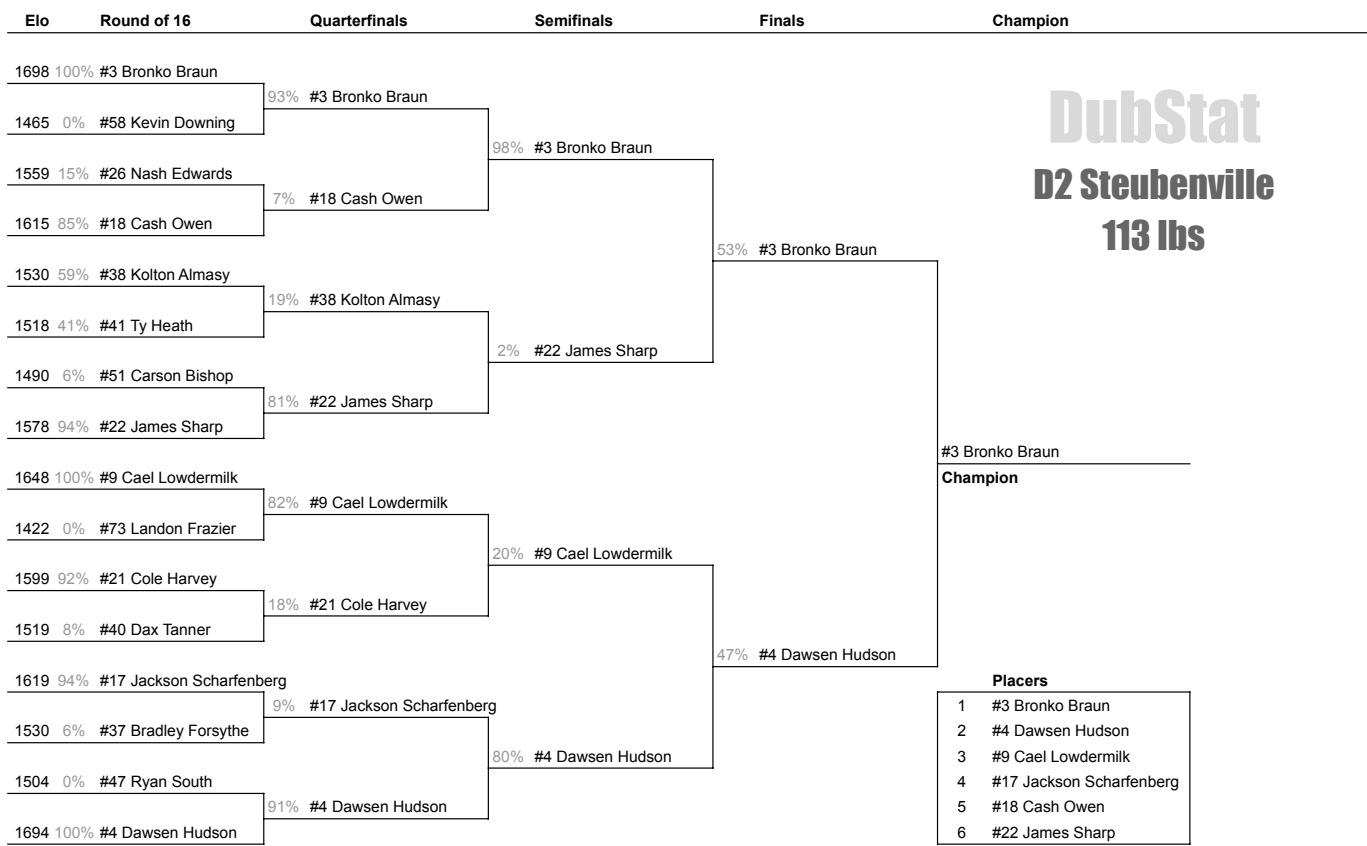 Elo Round of 16 Quarterfinals Semifinals Finals Champion
1698 100% #3 Bronko Braun
93% #3 Bronko Braun
1465 0% #58 Kevin Downing
98% #3 Bronko Braun
1559 15% #26 Nash Edwards
7% #18 Cash Owen
1615 85% #18 Cash Owen
53% #3 Bronko Braun
1530 59% #38 Kolton Almasy
19% #38 Kolton Almasy
1518 41% #41 Ty Heath
2% #22 James Sharp
1490 6% #51 Carson Bishop
81% #22 James Sharp
1578 94% #22 James Sharp
#3 Bronko Braun
Champion
1648 100% #9 Cael Lowdermilk
82% #9 Cael Lowdermilk
1422 0% #73 Landon Frazier
20% #9 Cael Lowdermilk
1599 92% #21 Cole Harvey
18% #21 Cole Harvey
1519 8% #40 Dax Tanner
47% #4 Dawsen Hudson
1619 94% #17 Jackson Scharfenberg
9% #17 Jackson Scharfenberg
1530 6% #37 Bradley Forsythe
80% #4 Dawsen Hudson
1504 0% #47 Ryan South
91% #4 Dawsen Hudson
1694 100% #4 Dawsen Hudson
DubStat
D2 Steubenville
113 lbs
Placers
1 #3 Bronko Braun
2 #4 Dawsen Hudson
3 #9 Cael Lowdermilk
4 #17 Jackson Scharfenberg
5 #18 Cash Owen
6 #22 James Sharp